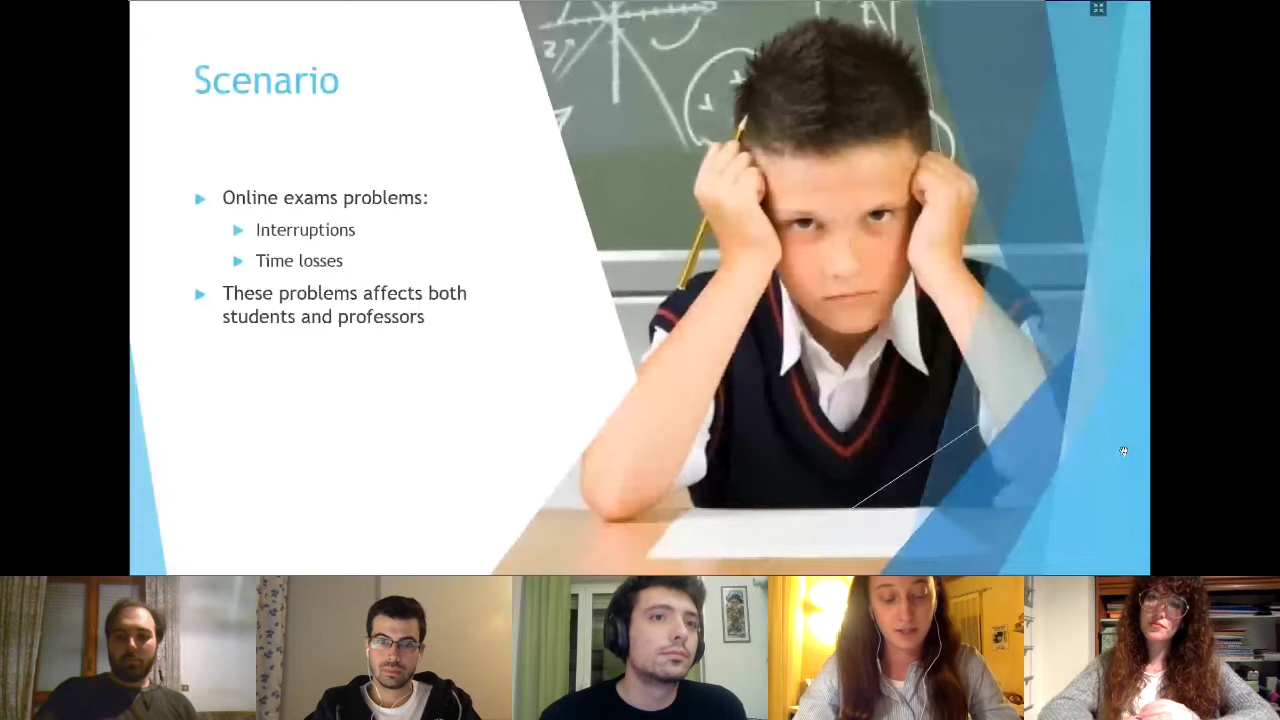 Scenario
Online exams problems:
Interruptions
Time losses
These problems affects both
students and professors